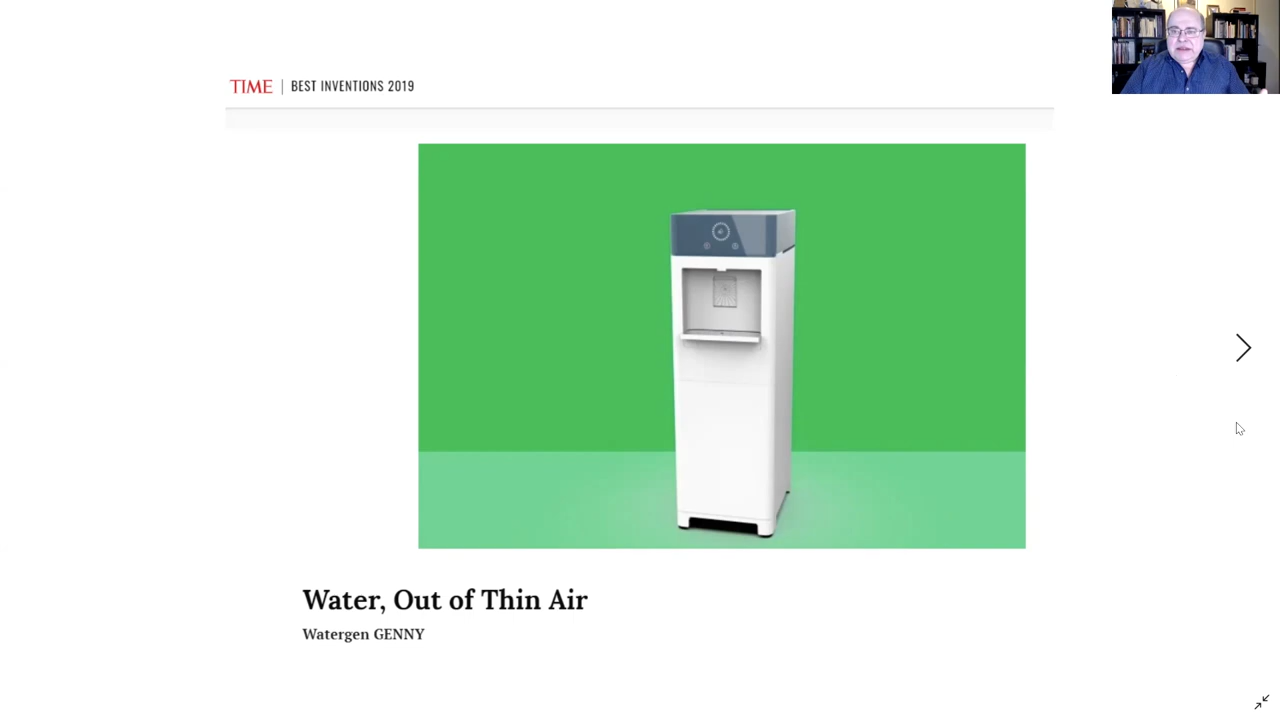 TIME | BEST INVENTIONS 2019
Water, Out of Thin Air
Watergen GENNY